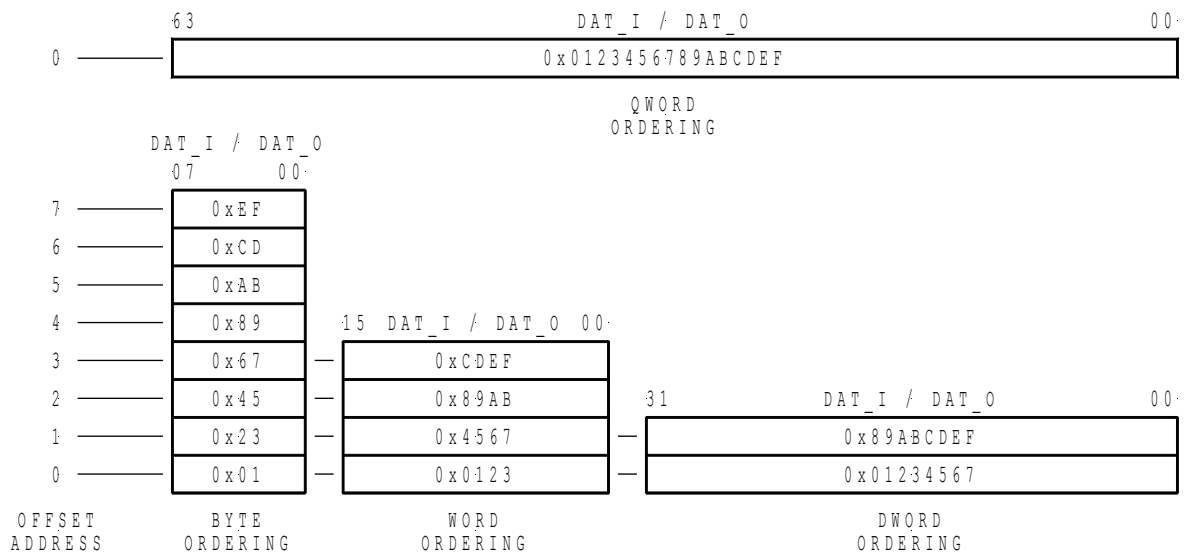 63 DAT_I / DAT_O 00
0 0x0123456789ABCDEF
QWORD
ORDERING
DAT_I / DAT_O
07 00
7 0xEF
6 0xCD
5 0xAB
4 0x89 15 DAT_I / DAT_O 00
3 0x67 0xCDEF
2 0x45 0x89AB 31 DAT_I / DAT_O 00
1 0x23 0x4567 0x89ABCDEF
0 0x01 0x0123 0x01234567
OFFSET BYTE WORD DWORD
ADDRESS ORDERING ORDERING ORDERING